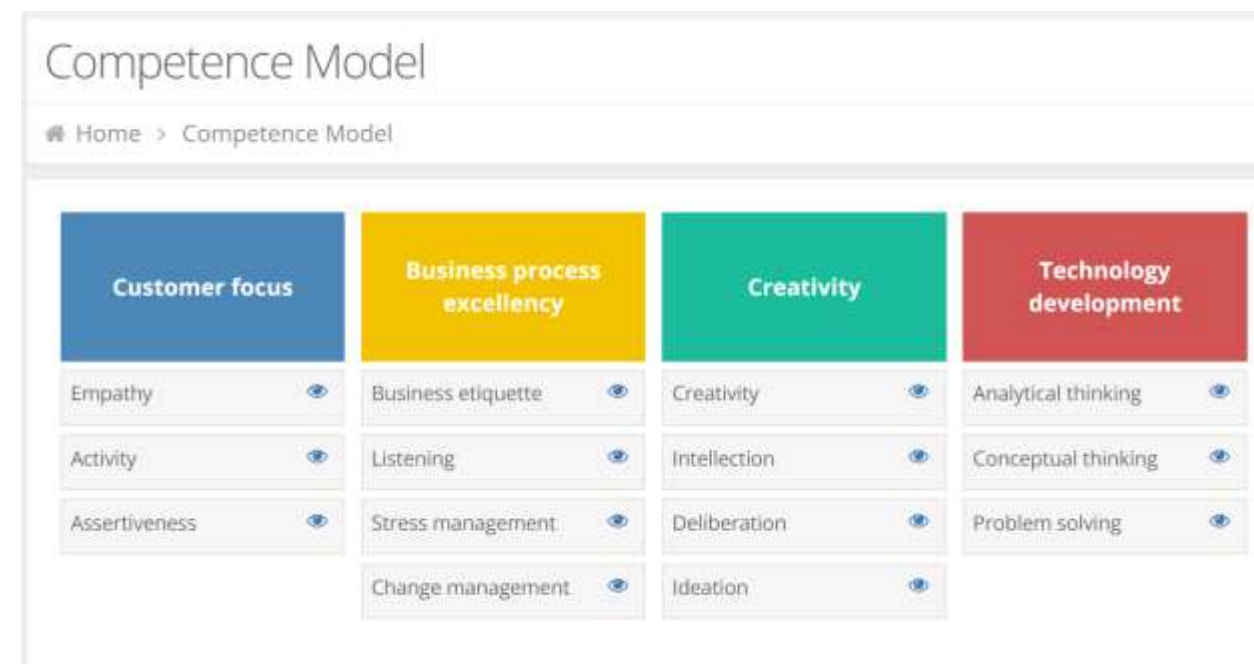 Competence Model
Home > Competence Model
Customer focus
Business process
excellency
Creativity
Technology
development
Empathy
Business etiquette
Creativity
Analytical thinking
Activity
Listening
Intellection
Conceptual thinking
Assertiveness
Stress management
Deliberation
Problem solving
Change management
Ideation